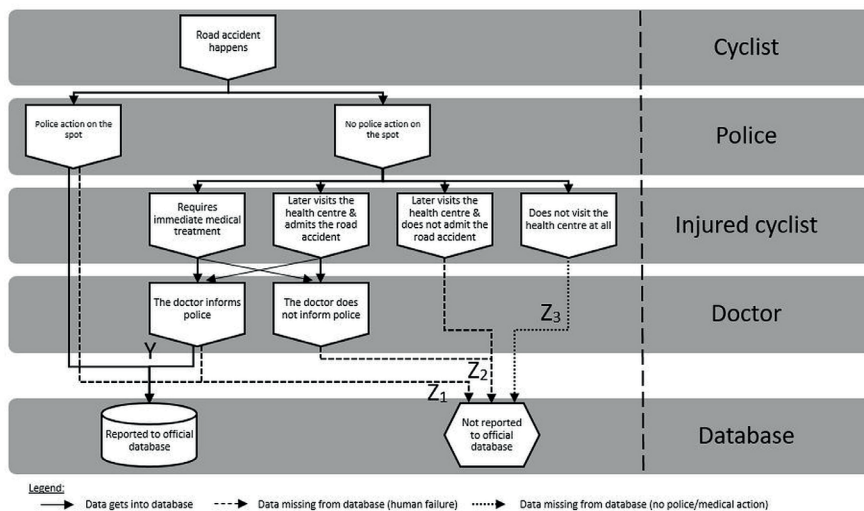 Road accident
happens
Cyclist
Police action on the
spot
No police action on
the spot
Police
Requires
immediate medical
treatment
Later visits the
health centre &
admits the road
accident
Later visits the
health centre &
does not admit the
road accident
Does not visit the
health centre at all
Injured cyclist
The doctor informs
police
The doctor does
not inform police
Z3
Doctor
Y
Z2
Z1
Reported to official
database
Not reported
to official
database
Database
Legend:
Data gets into database
Data missing from database (human failure)
Data missing from database (no police/medical action)